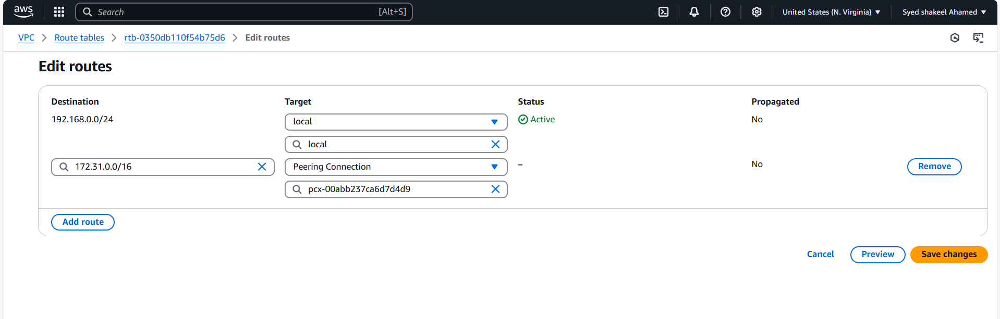 aws Search [Alt+S] United States (N. Virginia) Syed shakeel Ahamed
VPC Route tables rtb-0350db110f54b75d6 Edit routes
Edit routes
Destination Target Status Propagated
192.168.0.0/24 local Active No
local
172.31.0.0/16 Peering Connection – No Remove
pcx-00abb237ca6d7d4d9
Add route
Cancel Preview Save changes